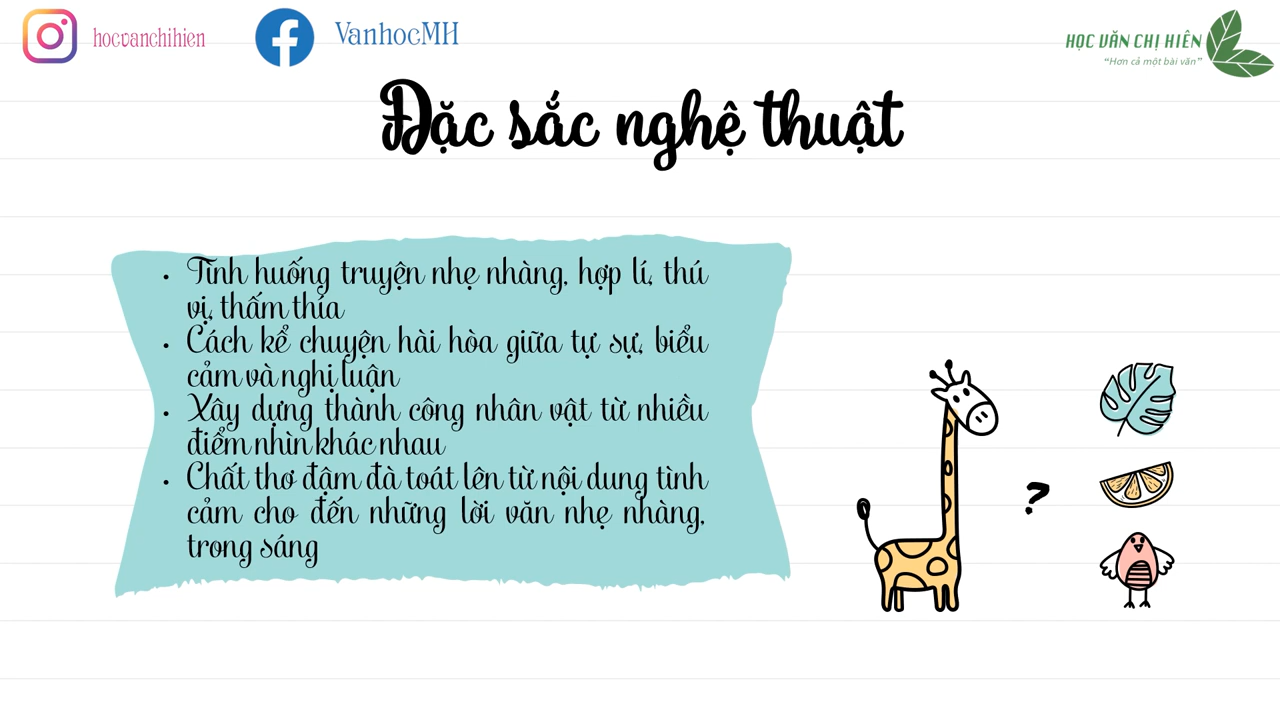 hocvanchihien
VanhocMH
HỌC VĂN CHỊ HIÊN
“Hơn cả một bài văn”
Đặc sắc nghệ thuật
• Tình huống truyện nhẹ nhàng, hợp lí, thú
vị, thấm thía
• Cách kể chuyện hài hòa giữa tự sự, biểu
cảm và nghị luận
• Xây dựng thành công nhân vật từ nhiều
điểm nhìn khác nhau
• Chất thơ đậm đà toát lên từ nội dung tình
cảm cho đến những lời văn nhẹ nhàng,
trong sáng
?